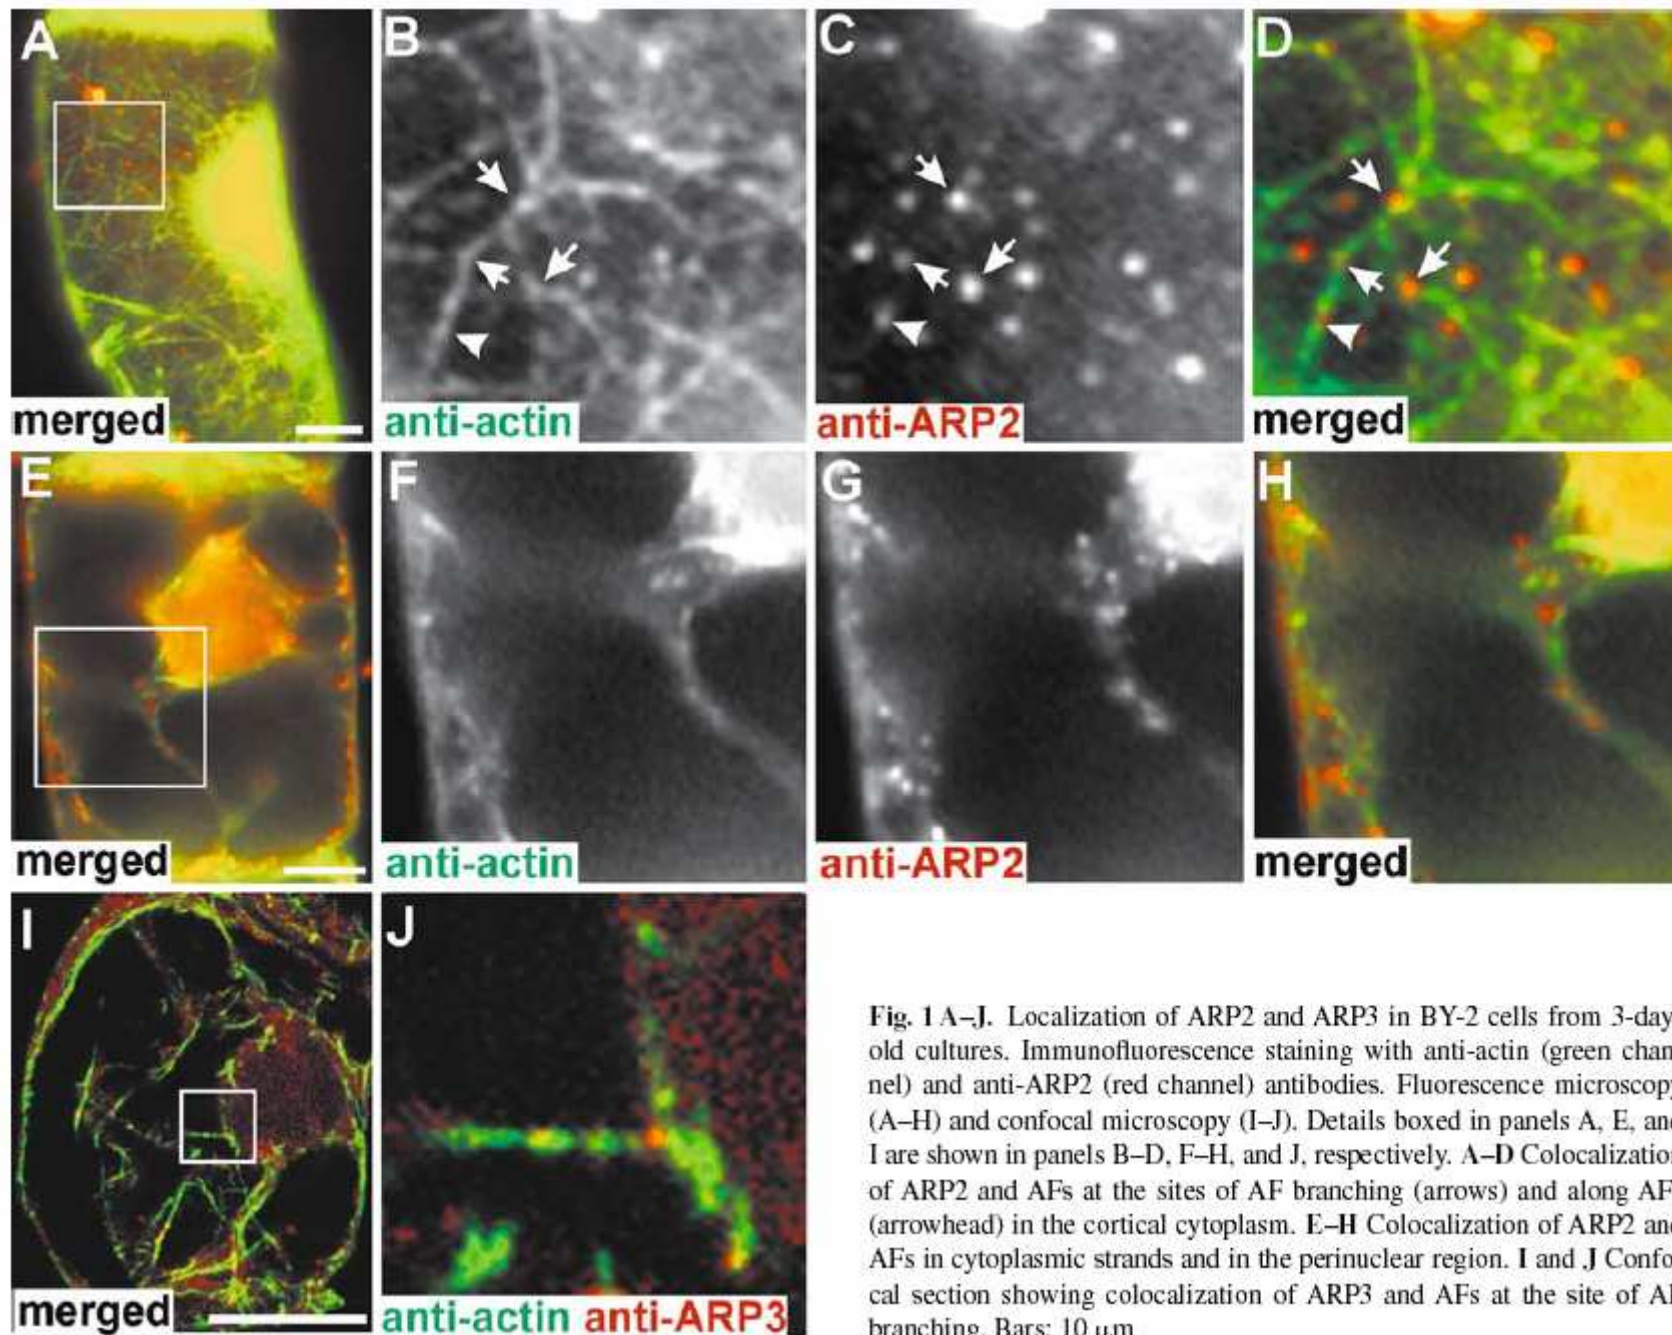 A B C D
merged anti-actin anti-ARP2 merged
E F G H
merged anti-actin anti-ARP2 merged
I J
merged anti-actin anti-ARP3
Fig. 1 A–J. Localization of ARP2 and ARP3 in BY-2 cells from 3-day
old cultures. Immunofluorescence staining with anti-actin (green chan
nel) and anti-ARP2 (red channel) antibodies. Fluorescence microscopy
(A–H) and confocal microscopy (I–J). Details boxed in panels A, E, and
I are shown in panels B–D, F–H, and J, respectively. A–D Colocalization
of ARP2 and AFs at the sites of AF branching (arrows) and along AF
(arrowhead) in the cortical cytoplasm. E–H Colocalization of ARP2 and
AFs in cytoplasmic strands and in the perinuclear region. I and J Confo
cal section showing colocalization of ARP3 and AFs at the site of AF
branching. Bars: 10 μm